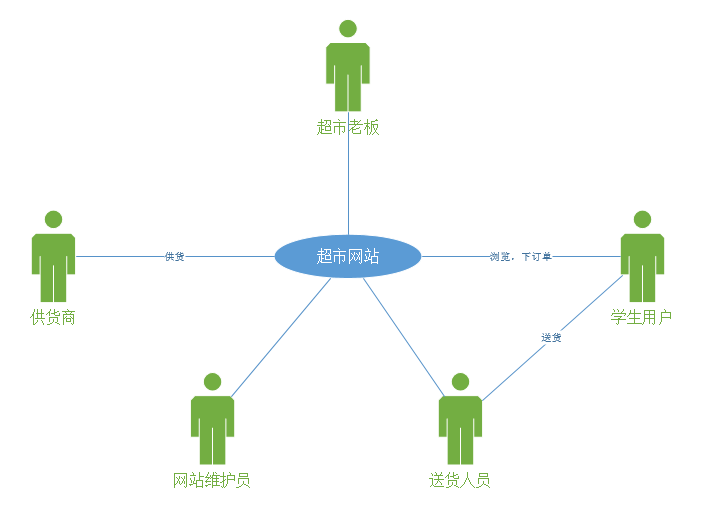 超市老板
供货
超市网站
浏览，下订单
供货商
学生用户
送货
网站维护员
送货人员